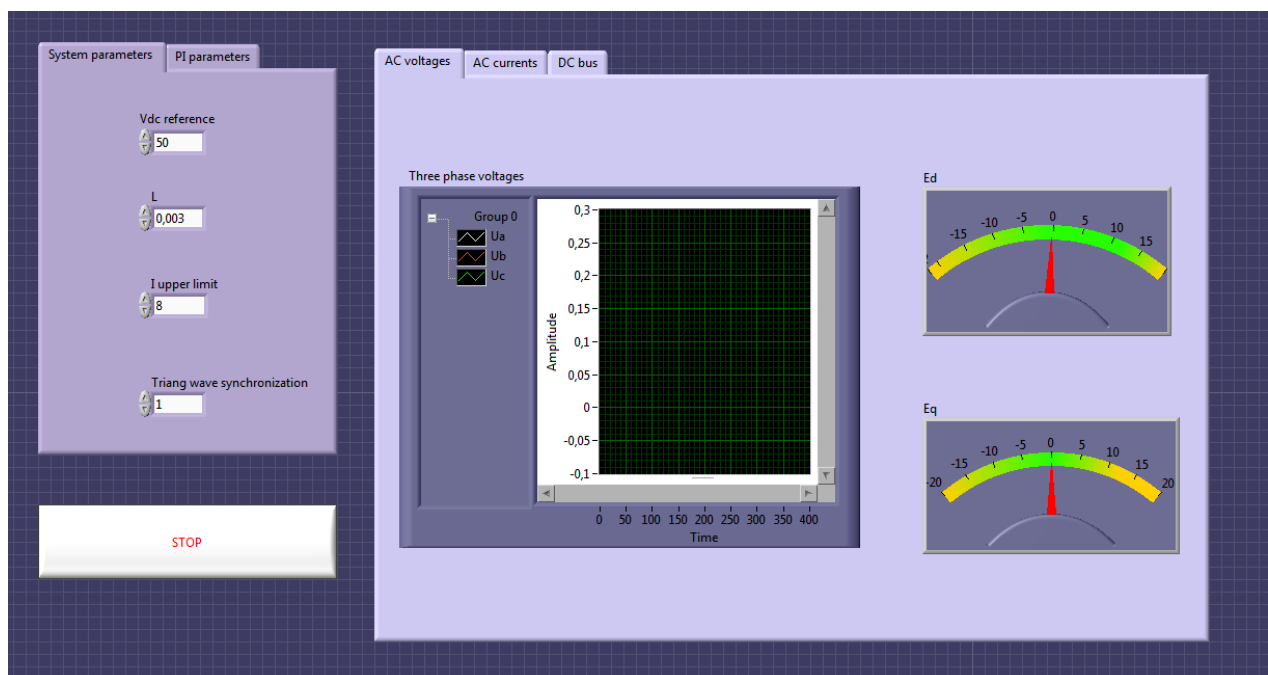 System parameters
PI parameters
Vdc reference
50
L
0,003
I upper limit
8
Triang wave synchronization
1
STOP
AC voltages
AC currents
DC bus
Three phase voltages
Group 0
Ua
Ub
Uc
Amplitude
0,3
0,25
0,2
0,15
0,1
0,05
0
-0,05
-0,1
0 50 100 150 200 250 300 350 400
Time
Ed
-15 -10 -5 0 5 10 15
Eq
-20 -15 -10 -5 0 5 10 15 20